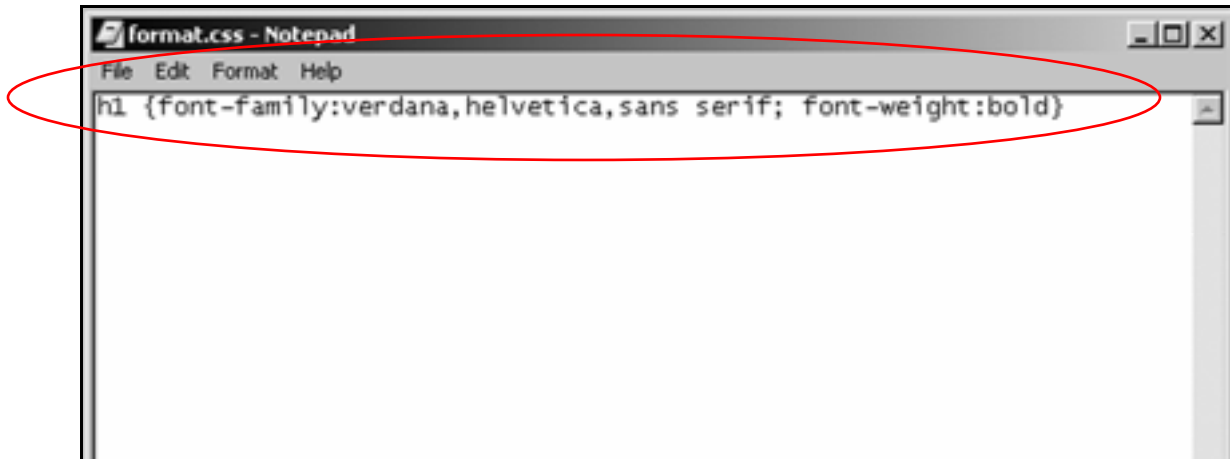 format.css - Notepad
File Edit Format Help
h1 {font-family:verdana,helvetica,sans serif; font-weight:bold}